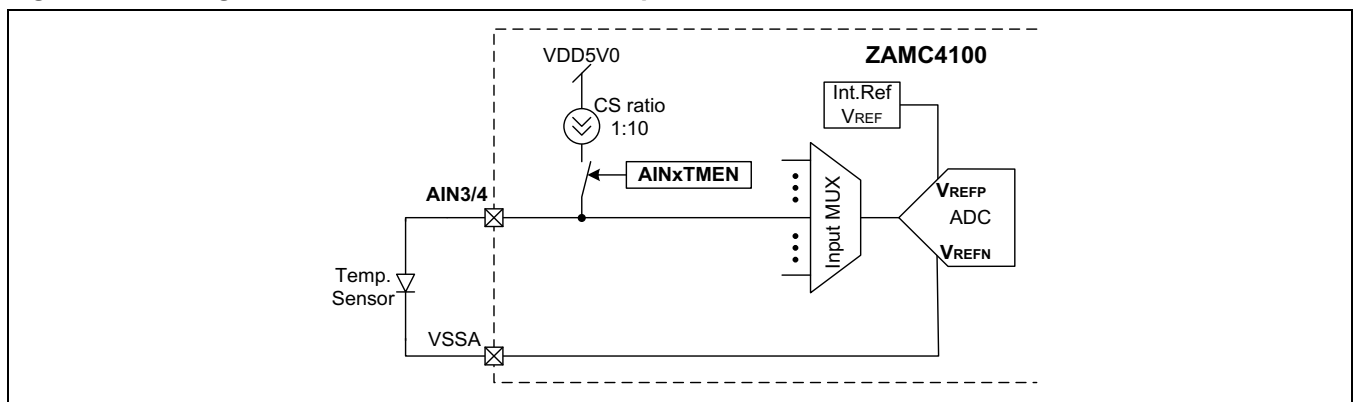 VDD5V0
ZAMC4100
Int.Ref
VREF
CS ratio
1:10
AINxTMEN
AIN3/4
Input MUX
VREFP
ADC
VREFN
Temp.
Sensor
VSSA